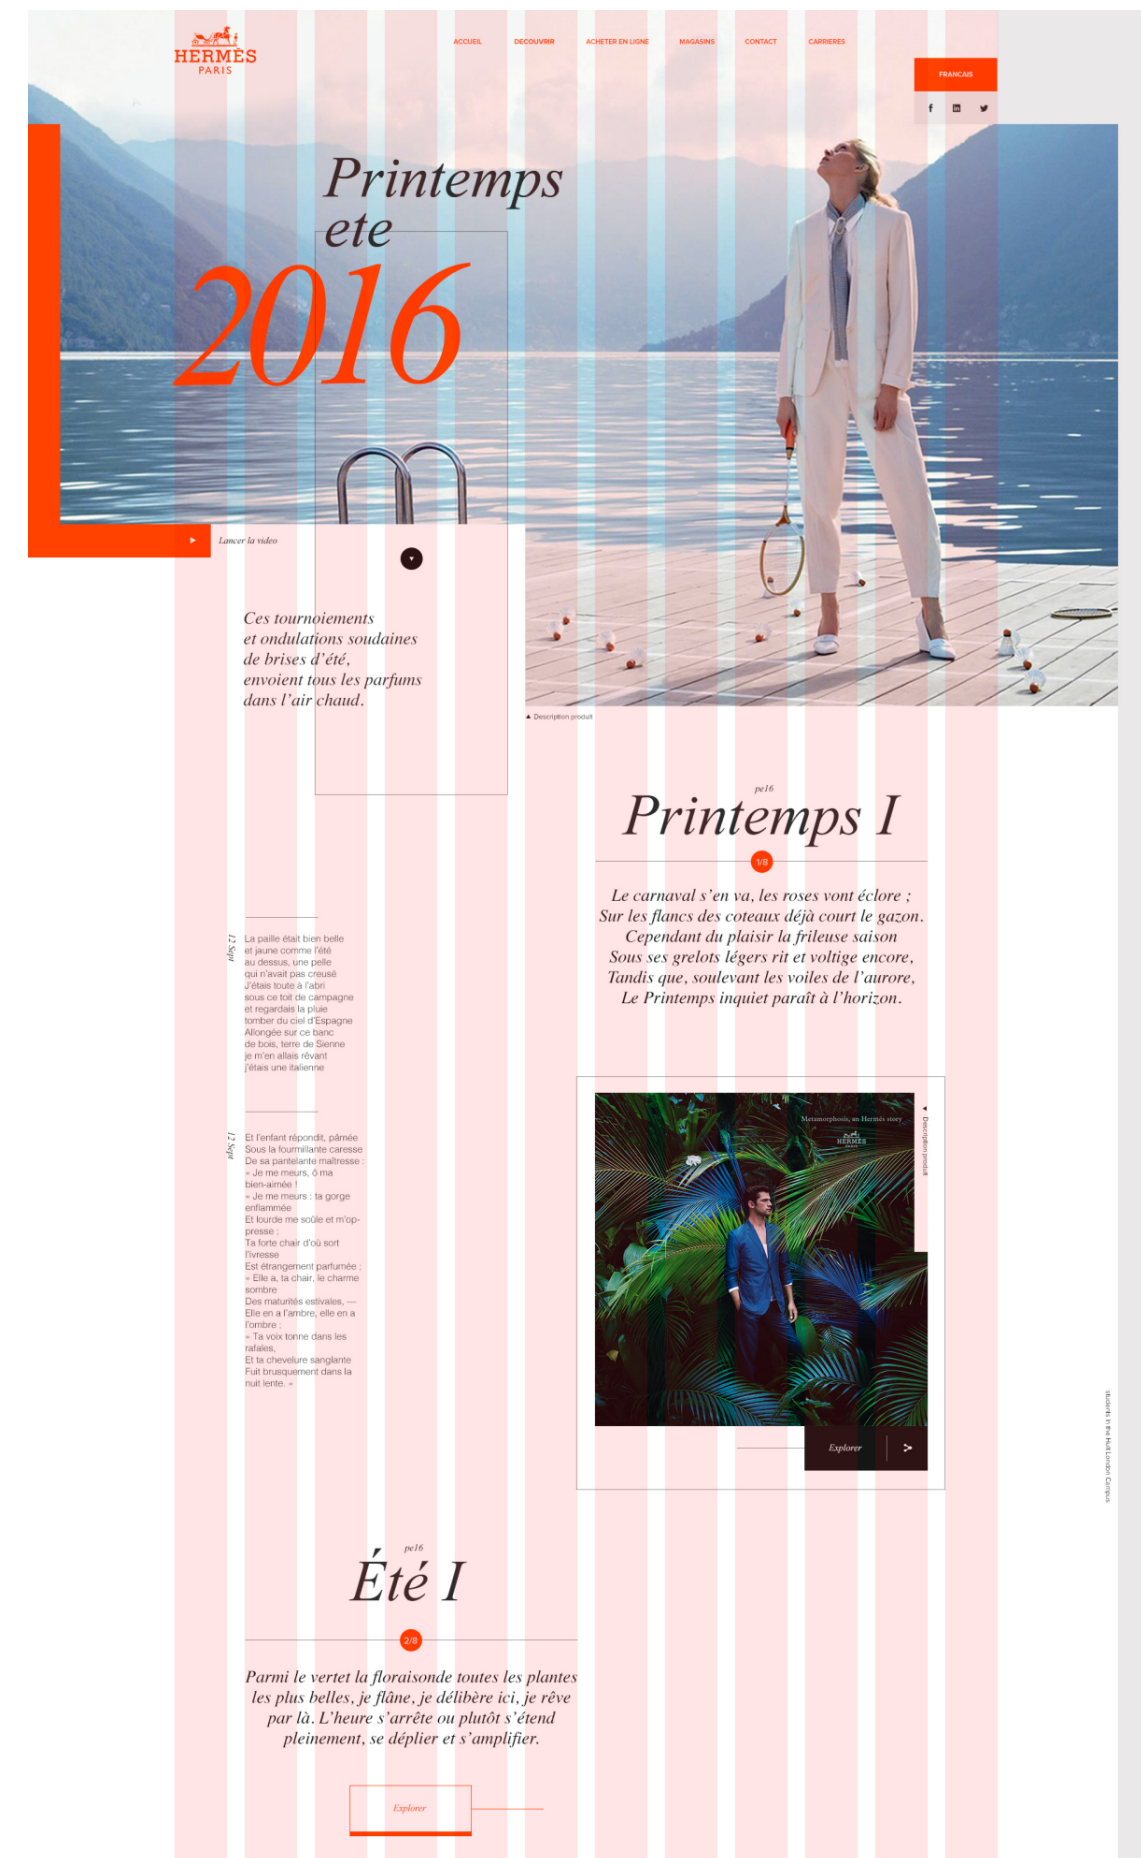 HERMÈS
PARIS
ACCUEIL
DECOUVRIR
ACHETER EN LIGNE
MAGASINS
CONTACT
CARRIERES
FRANCAIS
Printemps
ete
2016
Lancer la video
Ces tournoiements
et ondulations soudaines
de brises d’été,
envoient tous les parfums
dans l’air chaud.
Description produit
pe16
Printemps I
1/8
Le carnaval s’en va, les roses vont éclore ;
Sur les flancs des coteaux déjà court le gazon.
Cependant du plaisir la frileuse saison
Sous ses grelots légers rit et voltige encore,
Tandis que, soulevant les voiles de l’aurore,
Le Printemps inquiet paraît à l’horizon.
12 Sept
La paille était bien belle
et jaune comme l’été
au dessus, une pelle
qui n’avait pas creusé
J’étais toute à l’abri
sous ce toit de campagne
et regardais la pluie
tomber du ciel d’Espagne
Allongée sur ce banc
de bois, terre de Sienne
je m’en allais rêvant
j’étais une italienne
12 Sept
Et l’enfant répondit, pâmée
Sous la fourmillante caresse
De sa pantelante maîtresse :
« Je me meurs, ô ma
bien-aimée !
« Je me meurs : ta gorge
enflammée
Et lourde me soûle et m’op-
presse ;
Ta forte chair d’où sort
l’ivresse
Est étrangement parfumée ;
« Elle a, ta chair, le charme
sombre
Des maturités estivales, —
Elle en a l’ambre, elle en a
l’ombre ;
« Ta voix tonne dans les
rafales,
Et ta chevelure sanglante
Fuit brusquement dans la
nuit lente. »
Metamorphosis, an Hermès story
HERMÈS
PARIS
Description produit
Explorer
students in the Hult London Campus
pe16
Été I
2/8
Parmi le vertet la floraisonde toutes les plantes
les plus belles, je flâne, je délibère ici, je rêve
par là. L’heure s’arrête ou plutôt s’étend
pleinement, se déplier et s’amplifier.
Explorer